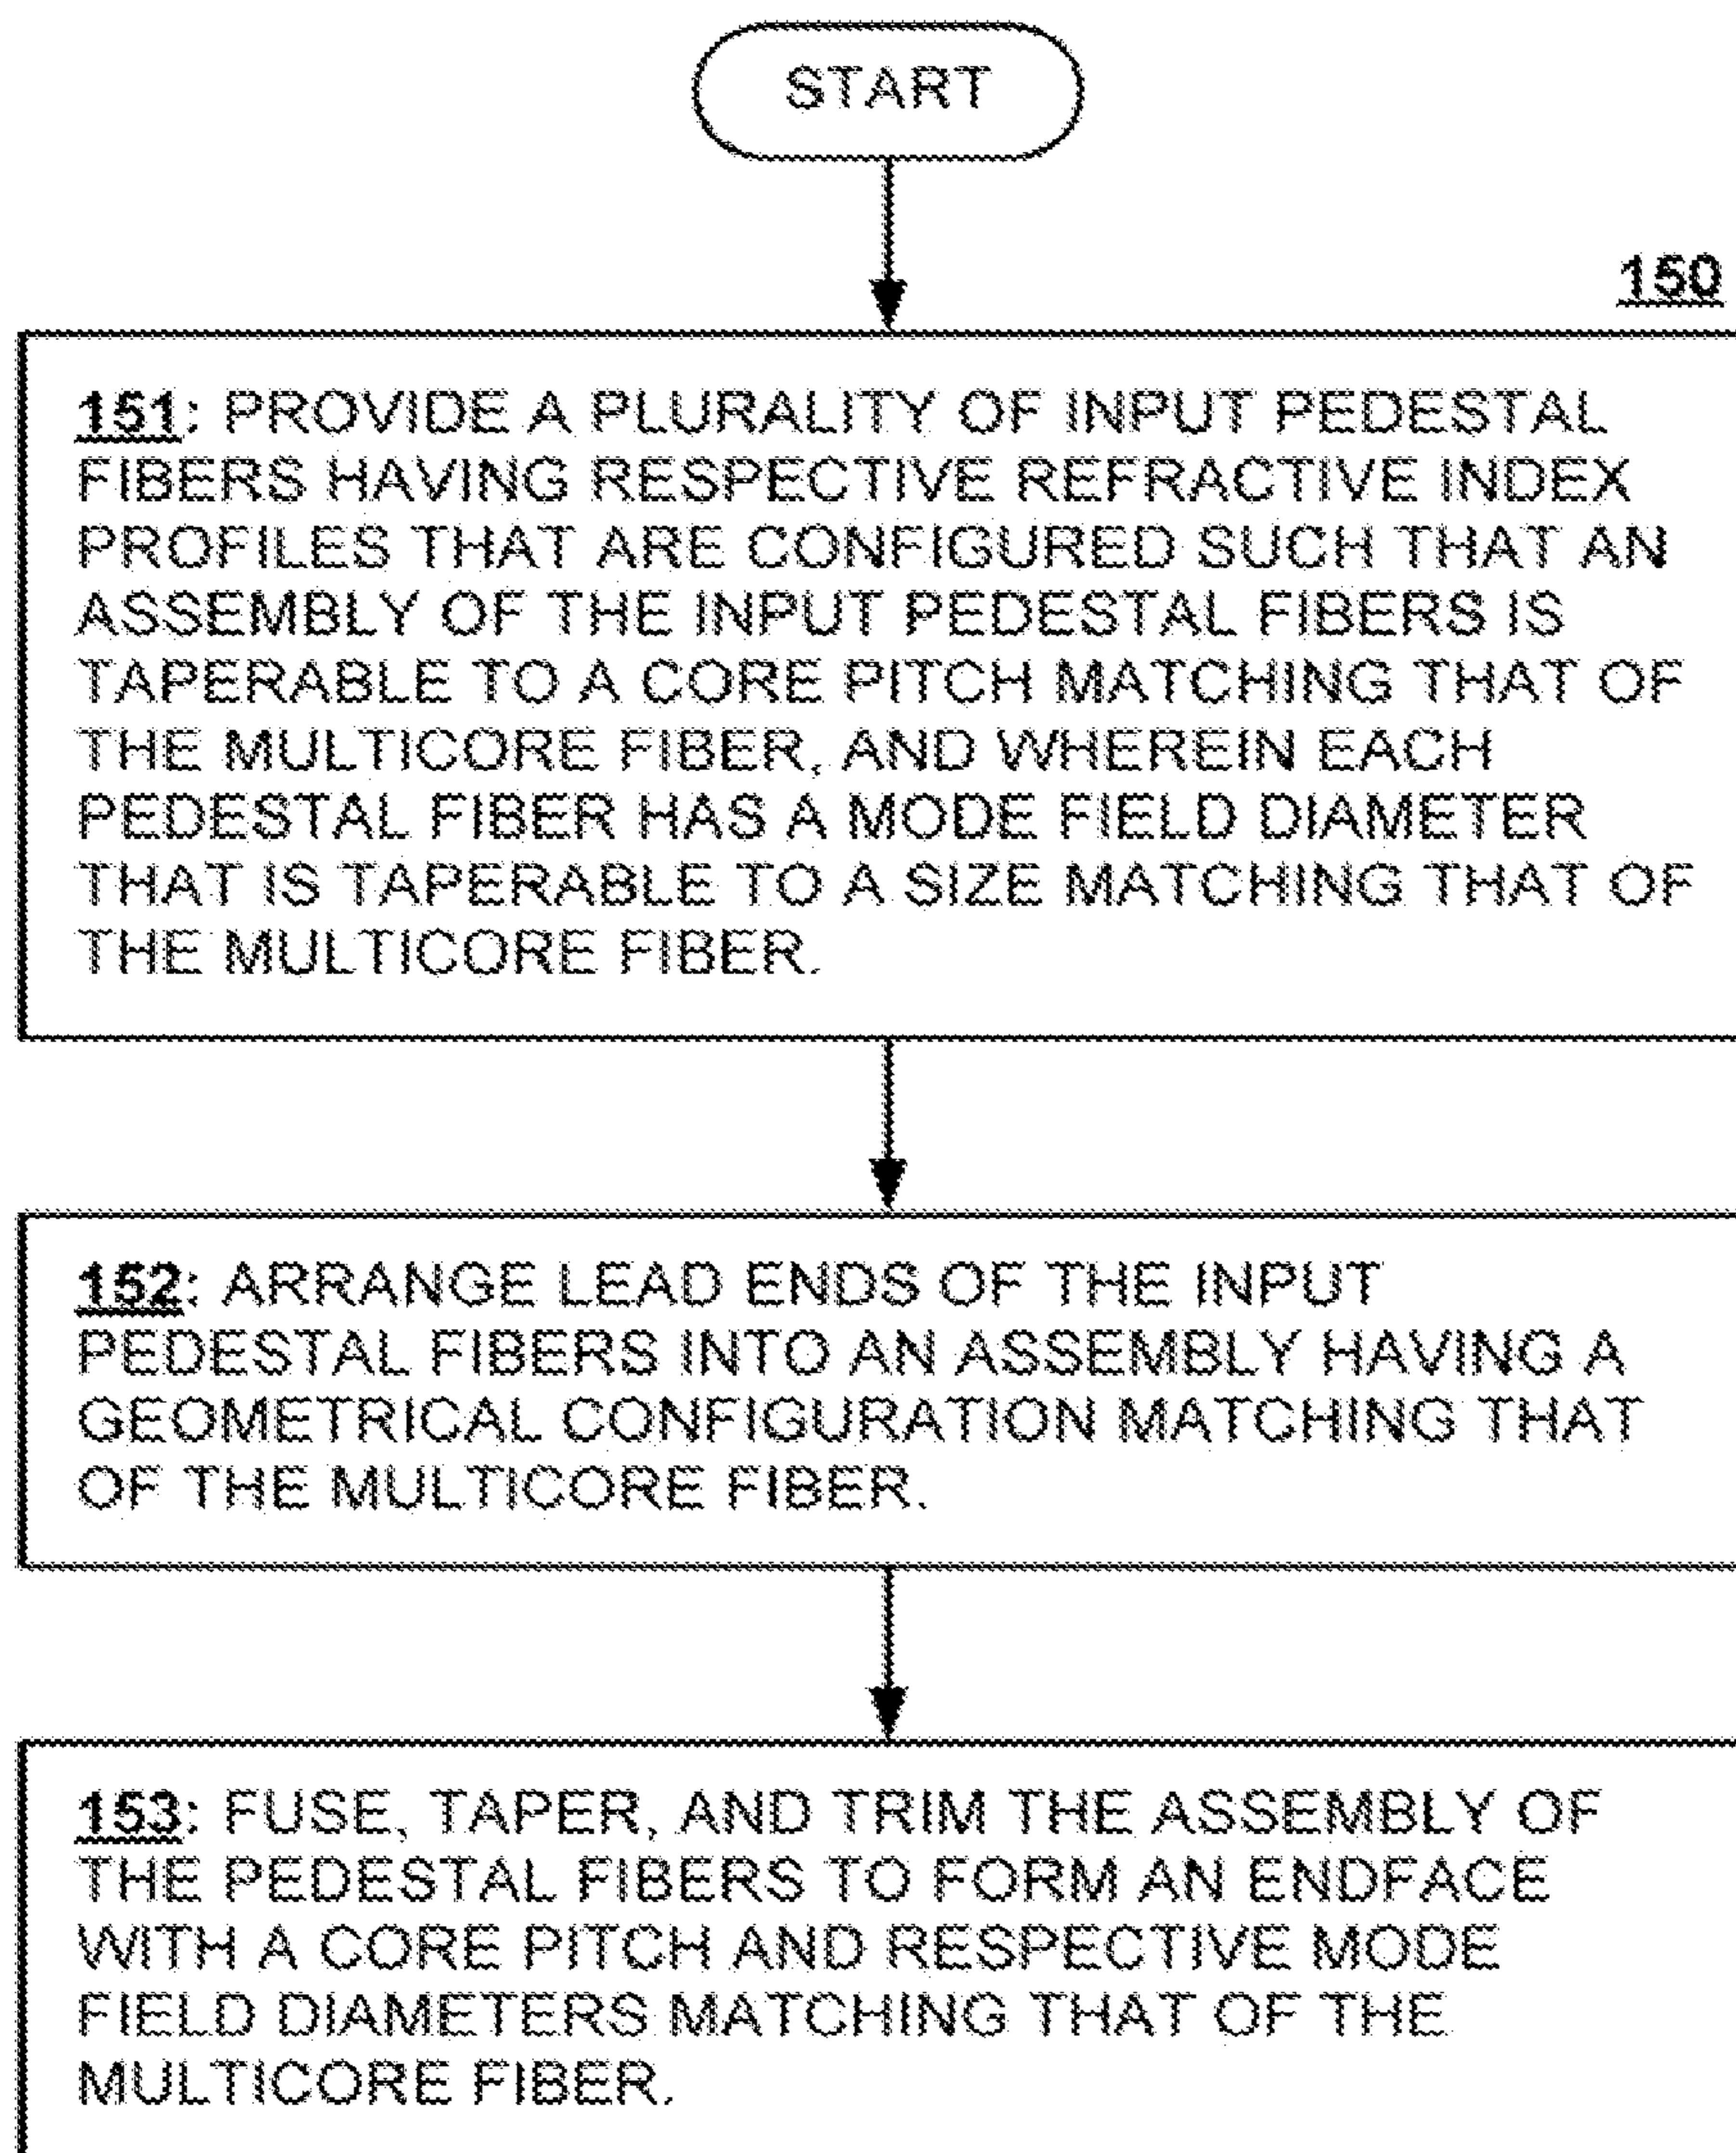 START
150
151: PROVIDE A PLURALITY OF INPUT PEDESTAL
FIBERS HAVING RESPECTIVE REFRACTIVE INDEX
PROFILES THAT ARE CONFIGURED SUCH THAT AN
ASSEMBLY OF THE INPUT PEDESTAL FIBERS IS
TAPERABLE TO A CORE PITCH MATCHING THAT OF
THE MULTICORE FIBER, AND WHEREIN EACH
PEDESTAL FIBER HAS A MODE FIELD DIAMETER
THAT IS TAPERABLE TO A SIZE MATCHING THAT OF
THE MULTICORE FIBER.
152: ARRANGE LEAD ENDS OF THE INPUT
PEDESTAL FIBERS INTO AN ASSEMBLY HAVING A
GEOMETRICAL CONFIGURATION MATCHING THAT
OF THE MULTICORE FIBER.
153: FUSE, TAPER, AND TRIM THE ASSEMBLY OF
THE PEDESTAL FIBERS TO FORM AN ENDFACE
WITH A CORE PITCH AND RESPECTIVE MODE
FIELD DIAMETERS MATCHING THAT OF THE
MULTICORE FIBER.